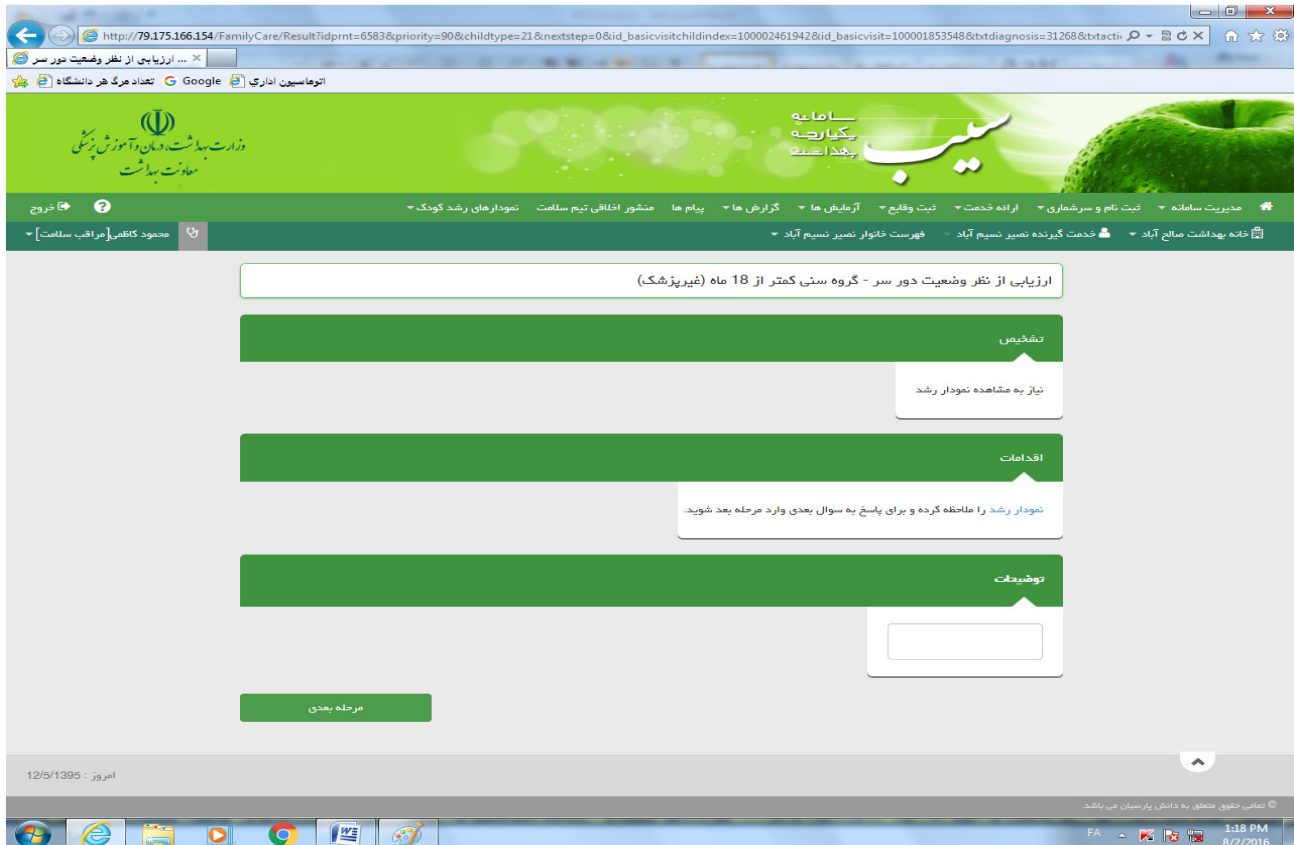 http://79.175.166.154/FamilyCare/Result?idprnt=6583&priority=90&childtype=21&nextstep=0&id_basicvisitchildindex=100002461942&id_basicvisit=100001853548&txtdiagnosis=31268&txtactio
ارزیابی از نظر وضعیت دور سر ...
تعداد مرگ هر دانشگاه Google اتوماسيون اداري
سامانه
یکپارچه
بهداشت
سیب
وزارت بهداشت، درمان و آموزش پزشکی
معاونت بهداشت
مدیریت سامانه ثبت نام و سرشماری ارائه خدمت ثبت وقایع آزمایش ها گزارش ها پیام ها منشور اخلاقی تیم سلامت نمودارهای رشد کودک خروج
خانه بهداشت صالح آباد خدمت گیرنده نصیر نسیم آباد فهرست خانوار نصیر نسیم آباد محمود کاظمی[مراقب سلامت]
ارزیابی از نظر وضعیت دور سر - گروه سنی کمتر از 18 ماه (غیرپزشک)
تشخیص
نیاز به مشاهده نمودار رشد
اقدامات
نمودار رشد را ملاحظه کرده و برای پاسخ به سوال بعدی وارد مرحله بعد شوید.
توضیحات
مرحله بعدی
امروز : 12/5/1395
© تمامی حقوق متعلق به دانش پارسیان می باشد.
FA 1:18 PM
8/2/2016